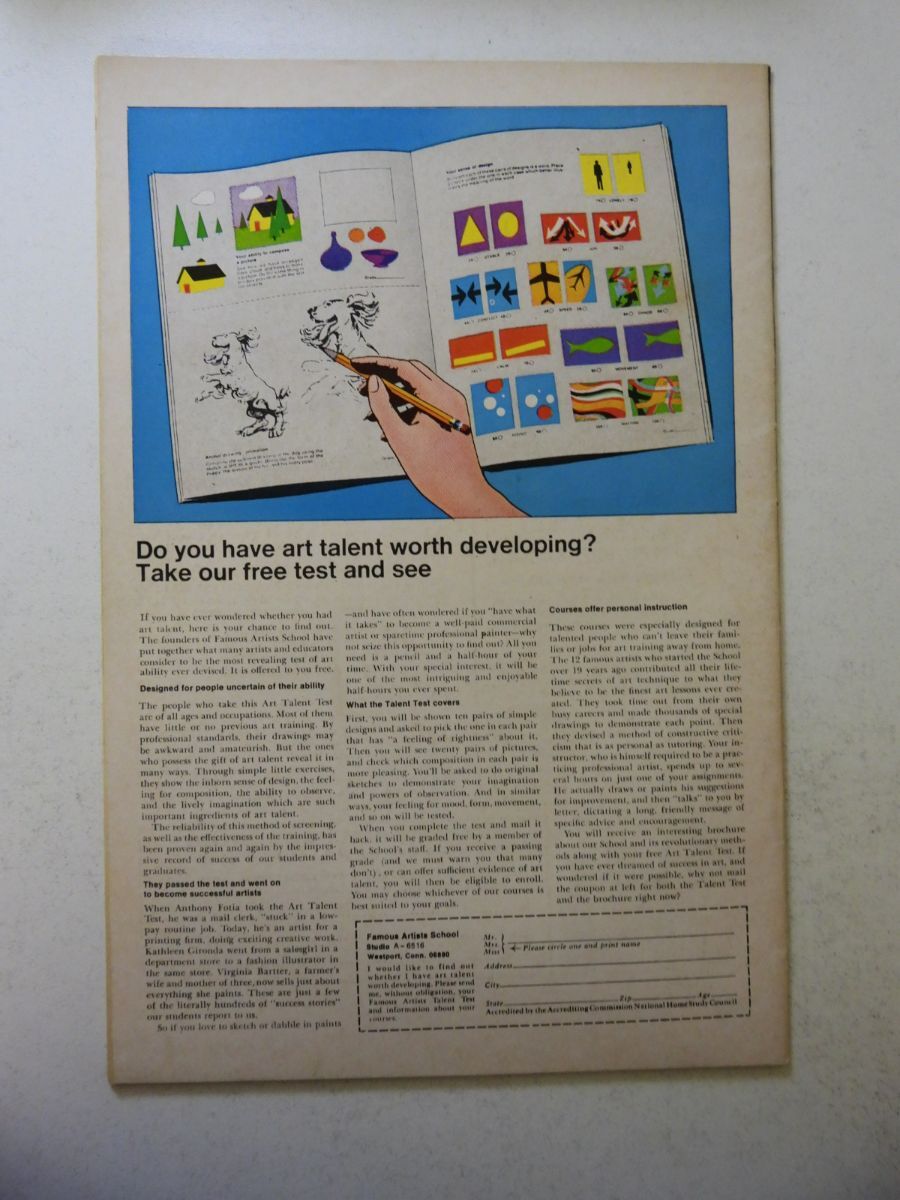 Your sense of design
Your ability to compose
a picture
Animal drawing
LONELY
STABLE
JOY
CONFLICT
SPEED
CALM
MOVEMENT
Do you have art talent worth developing?
Take our free test and see
If you have ever wondered whether you had
art talent, here is your chance to find out.
The founders of Famous Artists School have
put together what many artists and educators
consider to be the most revealing test of art
ability ever devised. It is offered to you free.
Designed for people uncertain of their ability
The people who take this Art Talent Test
are of all ages and occupations. Most of them
have little or no previous art training. By
professional standards, their drawings may
be awkward and amateurish. But the ones
who possess the gift of art talent reveal it in
many ways. Through simple little exercises,
they show the inborn sense of design, the feel-
ing for composition, the ability to observe,
and the lively imagination which are such
important ingredients of art talent.
The reliability of this method of screening,
as well as the effectiveness of the training, has
been proven again and again by the impres-
sive record of success of our students and
graduates.
They passed the test and went on
to become successful artists
When Anthony Fotia took the Art Talent
Test, he was a mail clerk, "stuck" in a low-
pay routine job. Today, he's an artist for a
printing firm, doing exciting creative work.
Kathleen Gironda went from a salesgirl in a
department store to a fashion illustrator in
the same store. Virginia Bartter, a farmer's
wife and mother of three, now sells just about
everything she paints. These are just a few
of the literally hundreds of "success stories"
our students report to us.
So if you love to sketch or dabble in paints
—and have often wondered if you "have what
it takes" to become a well-paid commercial
artist or sparetime professional painter—why
not seize this opportunity to find out? All you
need is a pencil and a half-hour of your
time. With your special interest, it will be
one of the most intriguing and enjoyable
half-hours you ever spent.
What the Talent Test covers
First, you will be shown ten pairs of simple
designs and asked to pick the one in each pair
that has "a feeling of rightness" about it.
Then you will see twenty pairs of pictures,
and check which composition in each pair is
more pleasing. You'll be asked to do original
sketches to demonstrate your imagination
and powers of observation. And in similar
ways, your feeling for mood, form, movement,
and so on will be tested.
When you complete the test and mail it
back, it will be graded free by a member of
the School's staff. If you receive a passing
grade (and we must warn you that many
don't), or can offer sufficient evidence of art
talent, you will then be eligible to enroll.
You may choose whichever of our courses is
best suited to your goals.
Courses offer personal instruction
These courses were especially designed for
talented people who can't leave their fami-
lies or jobs for art training away from home.
The 12 famous artists who started the School
over 19 years ago contributed all their life-
time secrets of art technique to what they
believe to be the finest art lessons ever cre-
ated. They took time out from their own
busy careers and made thousands of special
drawings to demonstrate each point. Then
they devised a method of constructive criti-
cism that is as personal as tutoring. Your in-
structor, who is himself required to be a prac-
ticing professional artist, spends up to sev-
eral hours on just one of your assignments.
He actually draws or paints his suggestions
for improvement, and then "talks" to you by
letter, dictating a long, friendly message of
specific advice and encouragement.
You will receive an interesting brochure
about our School and its revolutionary meth-
ods along with your free Art Talent Test. If
you have ever dreamed of success in art, and
wondered if it were possible, why not mail
the coupon at left for both the Talent Test
and the brochure right now?
Famous Artists School
Studio A-6516
Westport, Conn. 06880
I would like to find out
whether I have art talent
worth developing. Please send
me, without obligation, your
Famous Artists Talent Test
and information about your
courses.
Mr.
Mrs.
Miss
Please circle one and print name
Address
City
State Zip Age
Accredited by the Accrediting Commission National Home Study Council